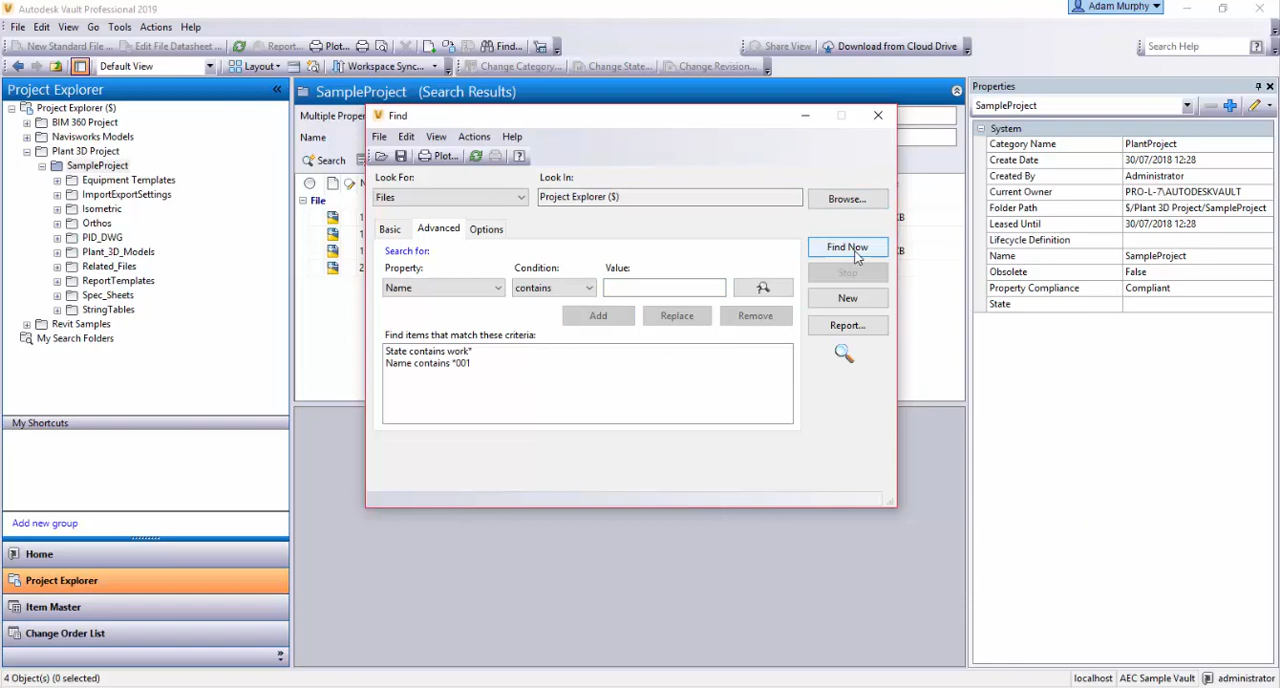 Autodesk Vault Professional 2019
Adam Murphy
File Edit View Go Tools Actions Help
New Standard File ... Edit File Datasheet... Report... Plot... Find... Share View Download from Cloud Drive Search Help
Default View Layout Workspace Sync... Change Category... Change State... Change Revision...
Project Explorer
Project Explorer ($)
BIM 360 Project
Navisworks Models
Plant 3D Project
SampleProject
Equipment Templates
ImportExportSettings
Isometric
Orthos
PID_DWG
Plant_3D_Models
Related_Files
ReportTemplates
Spec_Sheets
StringTables
Revit Samples
My Search Folders
My Shortcuts
Add new group
Home
Project Explorer
Item Master
Change Order List
4 Object(s) (0 selected)
SampleProject (Search Results)
Multiple Proper
Name
Search
File
1
1
1
2
Find
File Edit View Actions Help
Plot...
Look For: Look In:
Files Project Explorer ($) Browse...
Basic Advanced Options
Search for:
Property: Condition: Value:
Name contains
Add Replace Remove
Find items that match these criteria:
State contains work*
Name contains *001
Find Now
Stop
New
Report...
Properties
SampleProject
System
Category Name PlantProject
Create Date 30/07/2018 12:28
Created By Administrator
Current Owner PRO-L-7\AUTODESKVAULT
Folder Path $/Plant 3D Project/SampleProject
Leased Until 30/07/2018 12:28
Lifecycle Definition
Name SampleProject
Obsolete False
Property Compliance Compliant
State
localhost AEC Sample Vault administrator